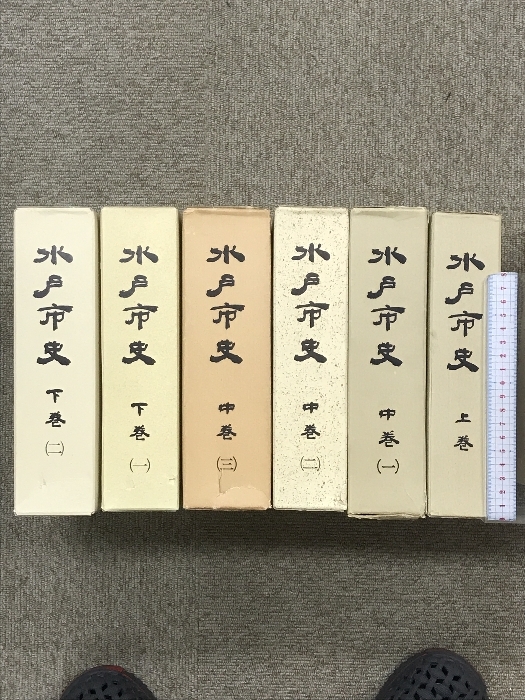 水戸市史 上巻
水戸市史 中巻 (一)
水戸市史 中巻 (二)
水戸市史 中巻 (三)
水戸市史 下巻 (一)
水戸市史 下巻 (二)